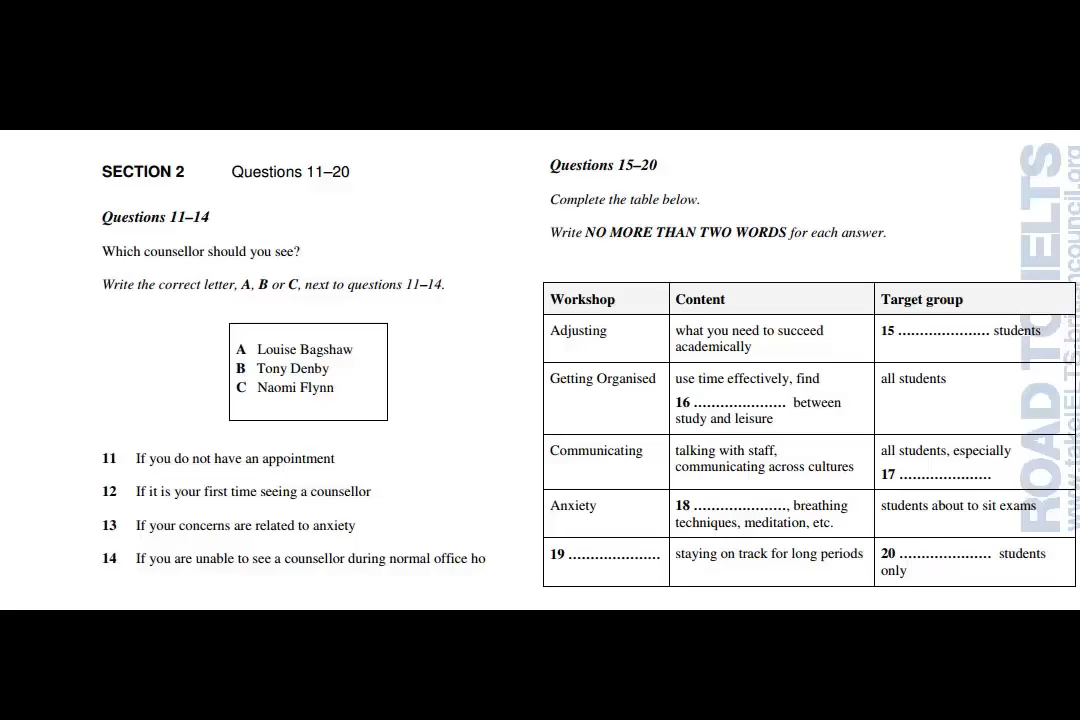 SECTION 2 Questions 11–20
Questions 11–14
Which counsellor should you see?
Write the correct letter, A, B or C, next to questions 11–14.
A Louise Bagshaw
B Tony Denby
C Naomi Flynn
11 If you do not have an appointment
12 If it is your first time seeing a counsellor
13 If your concerns are related to anxiety
14 If you are unable to see a counsellor during normal office ho
Questions 15–20
Complete the table below.
Write NO MORE THAN TWO WORDS for each answer.
Workshop Content Target group
Adjusting what you need to succeed academically 15 ..................... students
Getting Organised use time effectively, find 16 ..................... between study and leisure all students
Communicating talking with staff, communicating across cultures all students, especially 17 .....................
Anxiety 18 ....................., breathing techniques, meditation, etc. students about to sit exams
19 ..................... staying on track for long periods 20 ..................... students only
ROAD TO IELTS